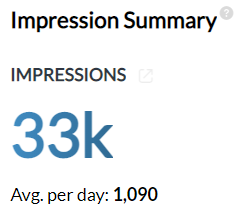 Impression Summary ?
IMPRESSIONS
33k
Avg. per day: 1,090